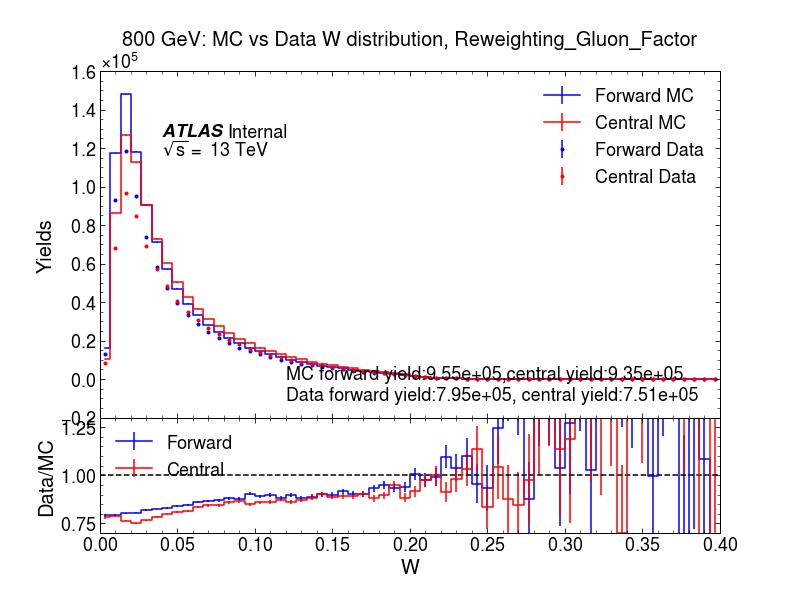 800 GeV: MC vs Data W distribution, Reweighting_Gluon_Factor
×10⁵
1.6
1.4
1.2
1.0
0.8
0.6
0.4
0.2
0.0
0.2
Yields
ATLAS Internal
√s = 13 TeV
Forward MC
Central MC
Forward Data
Central Data
MC forward yield:9.55e+05 central yield:9.35e+05
Data forward yield:7.95e+05, central yield:7.51e+05
1.25
1.00
0.75
Data/MC
Forward
Central
0.00 0.05 0.10 0.15 0.20 0.25 0.30 0.35 0.40
W